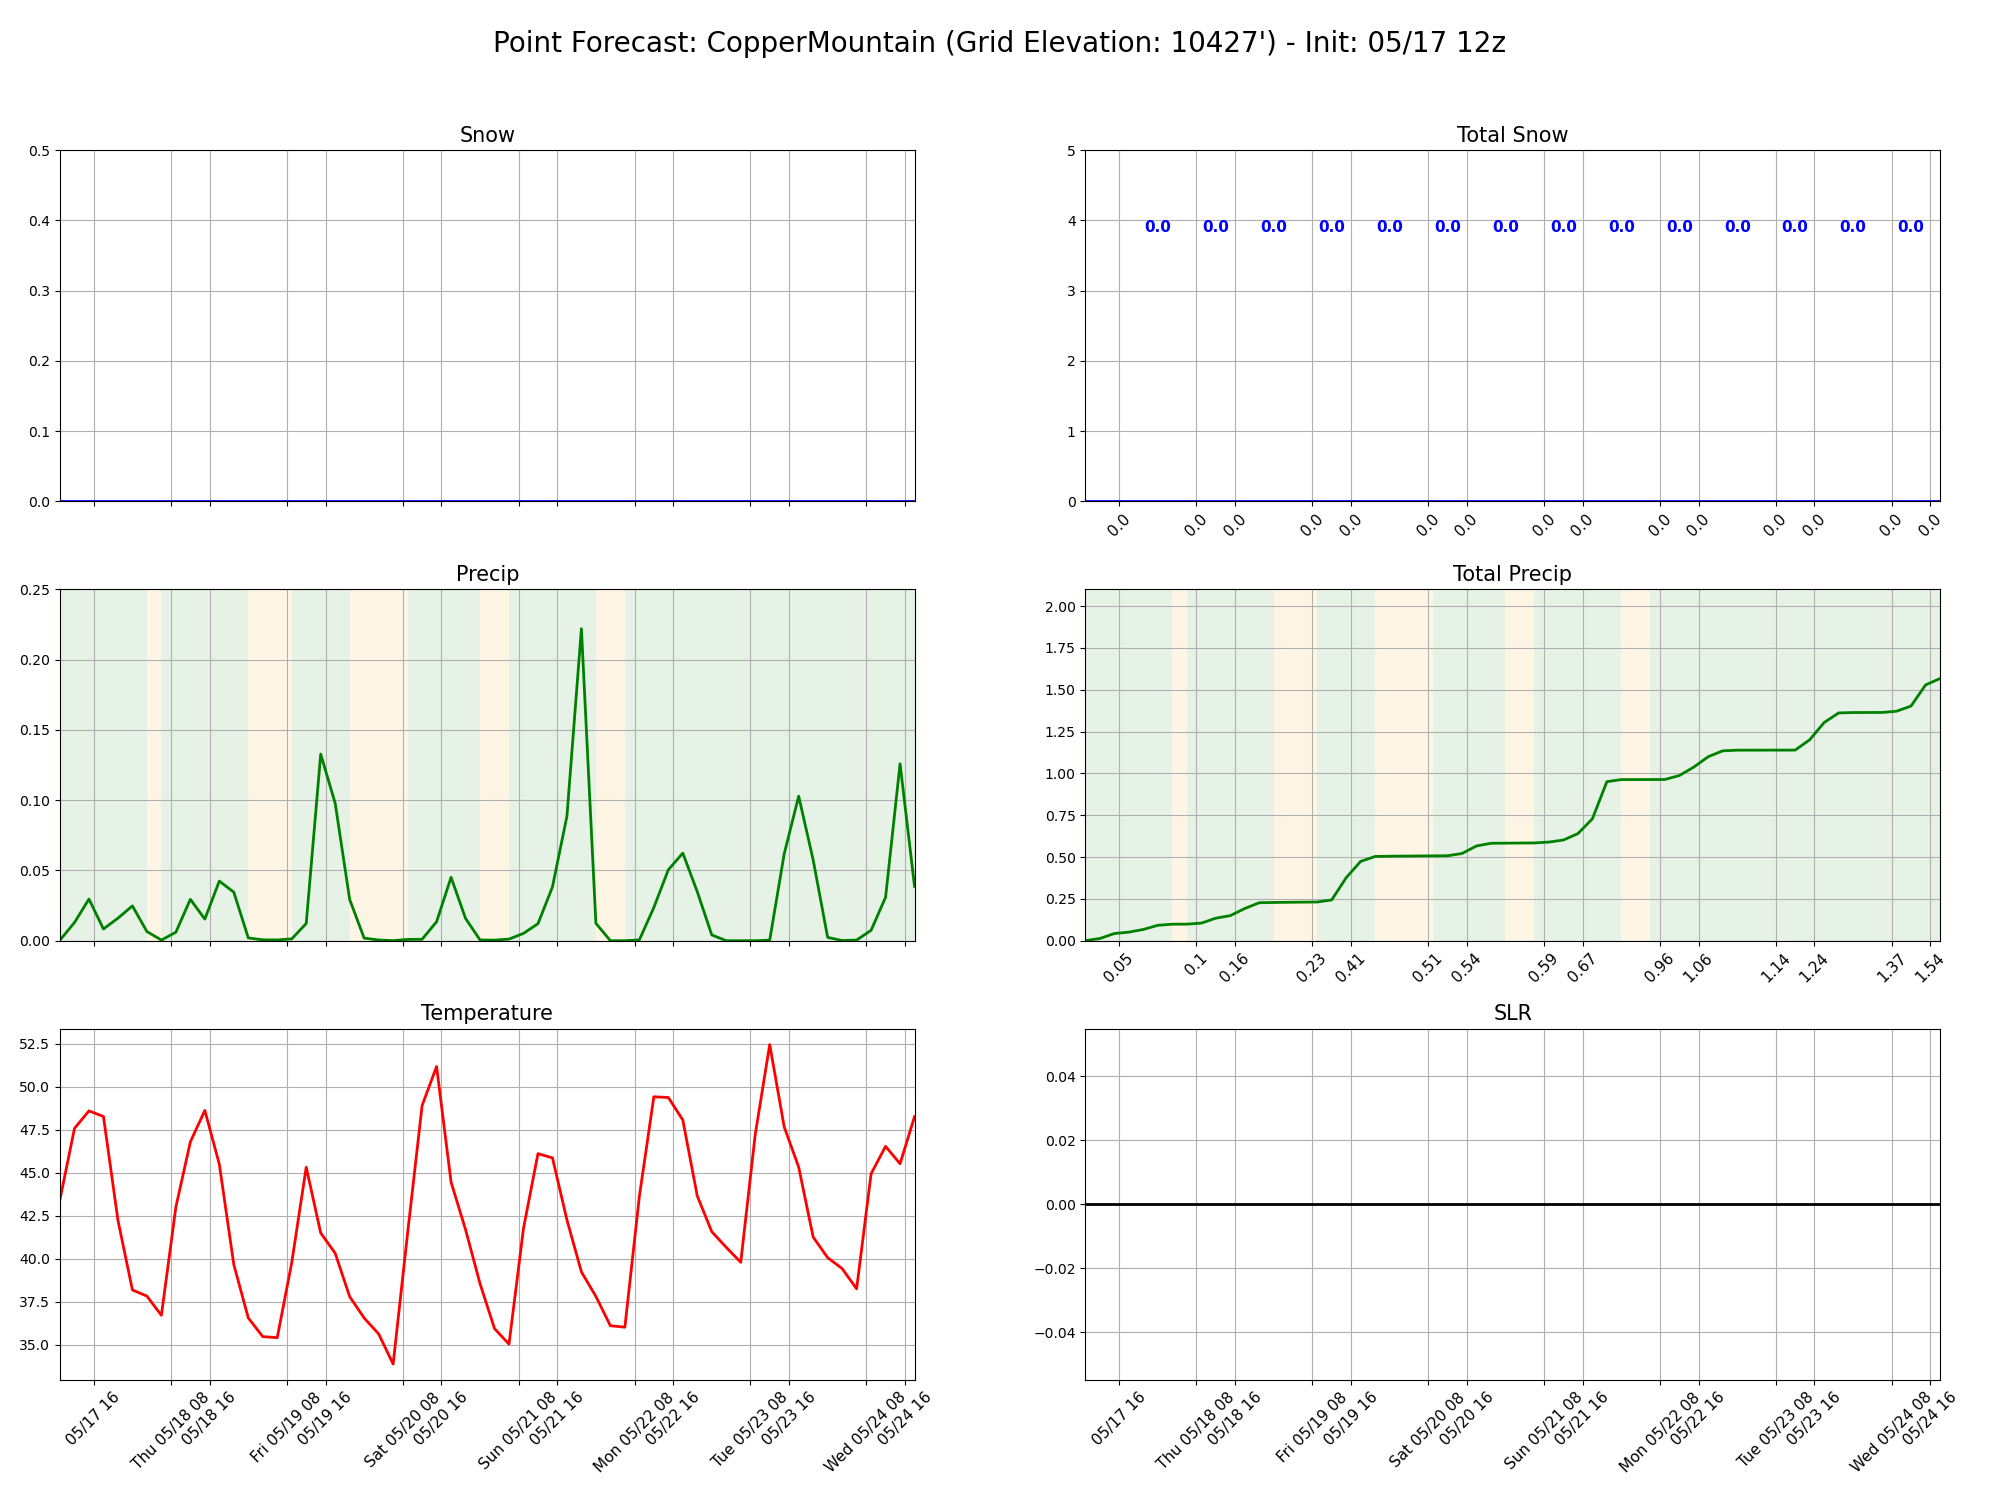 Point Forecast: CopperMountain (Grid Elevation: 10427') - Init: 05/17 12z
Snow
0.5
0.4
0.3
0.2
0.1
0.0
Total Snow
5
4
3
2
1
0
0.0 0.0 0.0 0.0 0.0 0.0 0.0 0.0 0.0 0.0 0.0 0.0 0.0 0.0
0.0 0.0 0.0 0.0 0.0 0.0 0.0 0.0 0.0 0.0 0.0 0.0 0.0 0.0 0.0
Precip
0.25
0.20
0.15
0.10
0.05
0.00
Total Precip
2.00
1.75
1.50
1.25
1.00
0.75
0.50
0.25
0.00
0.05 0.1 0.16 0.23 0.41 0.51 0.54 0.59 0.67 0.96 1.06 1.14 1.24 1.37 1.54
Temperature
52.5
50.0
47.5
45.0
42.5
40.0
37.5
35.0
05/17 16
Thu 05/18 08
05/18 16
Fri 05/19 08
05/19 16
Sat 05/20 08
05/20 16
Sun 05/21 08
05/21 16
Mon 05/22 08
05/22 16
Tue 05/23 08
05/23 16
Wed 05/24 08
05/24 16
SLR
0.04
0.02
0.00
−0.02
−0.04
05/17 16
Thu 05/18 08
05/18 16
Fri 05/19 08
05/19 16
Sat 05/20 08
05/20 16
Sun 05/21 08
05/21 16
Mon 05/22 08
05/22 16
Tue 05/23 08
05/23 16
Wed 05/24 08
05/24 16